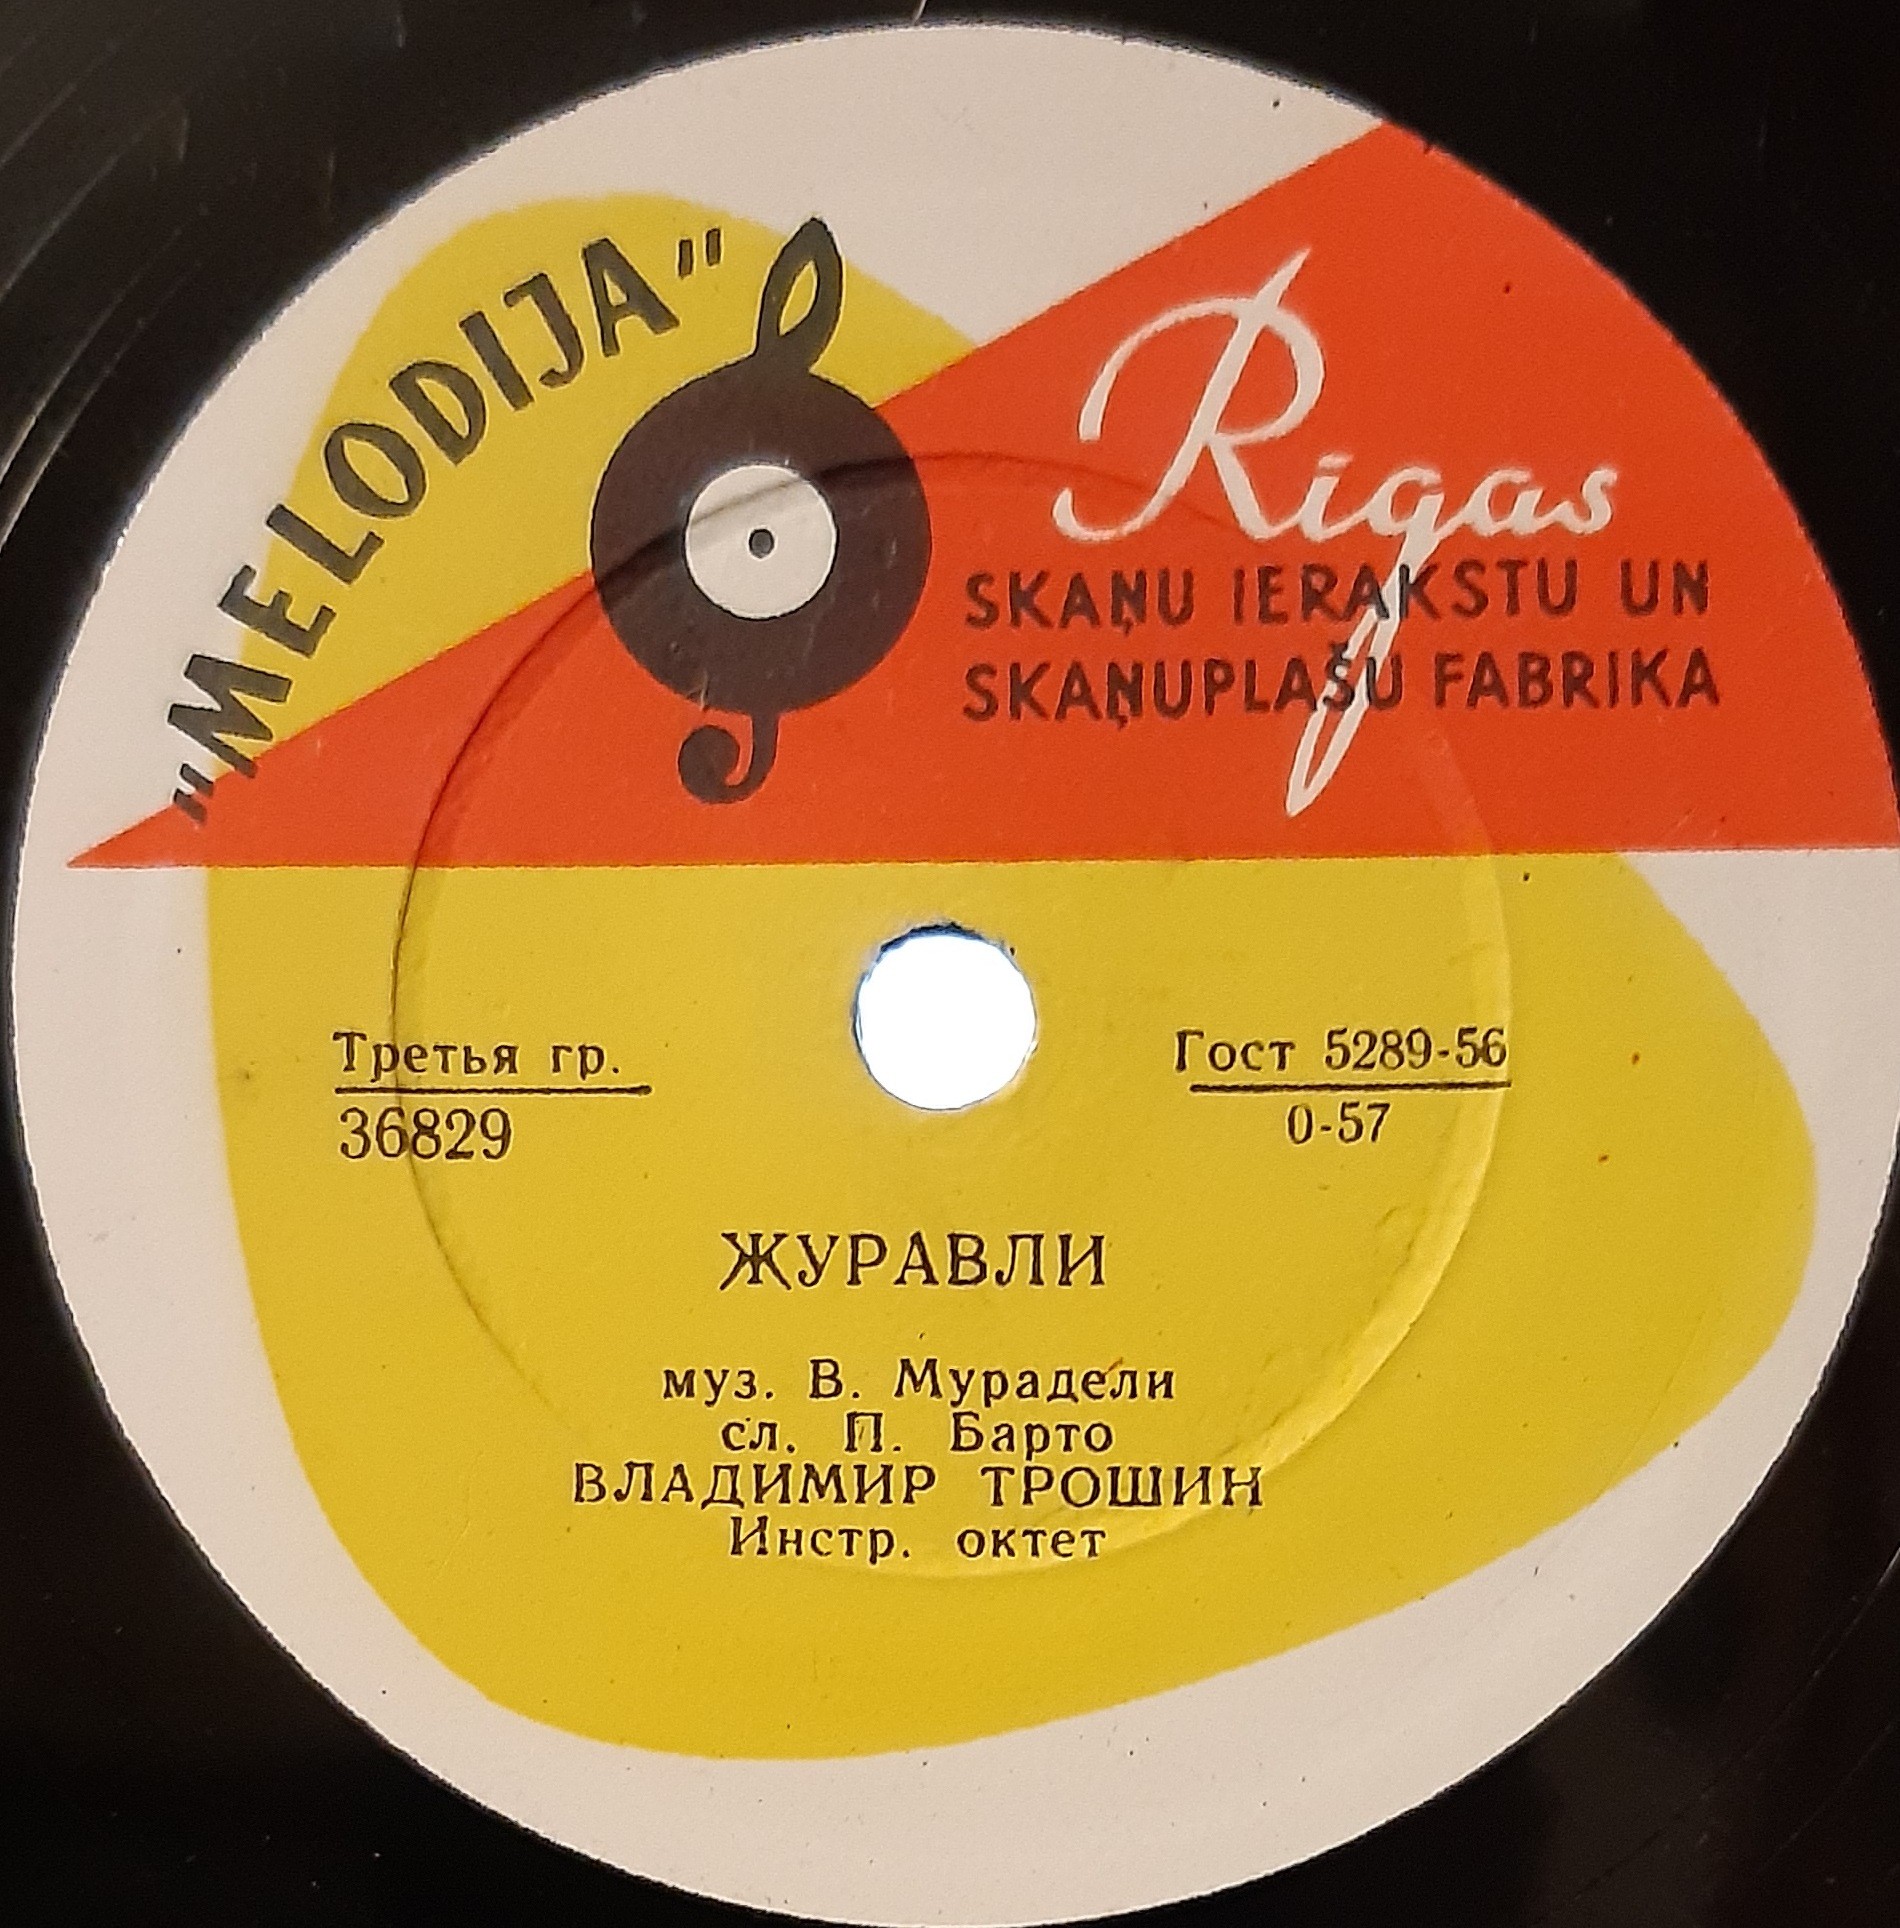 "MELODIJA"
Rigas
SKAŅU IERAKSTU UN
SKAŅUPLAŠU FABRIKA
Третья гр.
36829
Гост 5289-56
0-57
ЖУРАВЛИ
муз. В. Мурадели
сл. П. Барто
ВЛАДИМИР ТРОШИН
Инстр. октет